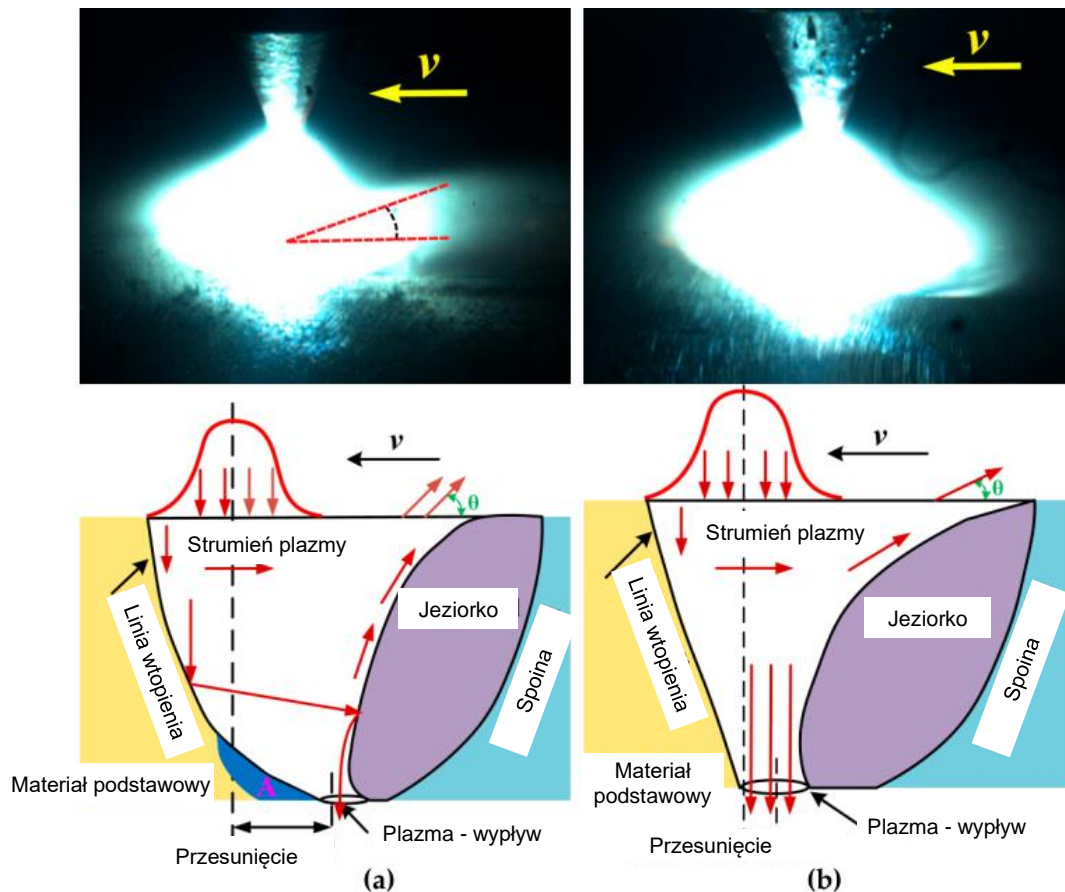 v
v
v
θ
Strumień plazmy
Linia wtopienia
Jeziorko
Spoina
A
Materiał podstawowy
Plazma - wypływ
Przesunięcie
(a)
v
θ
Strumień plazmy
Linia wtopienia
Jeziorko
Spoina
Materiał
podstawowy
Plazma - wypływ
Przesunięcie
(b)